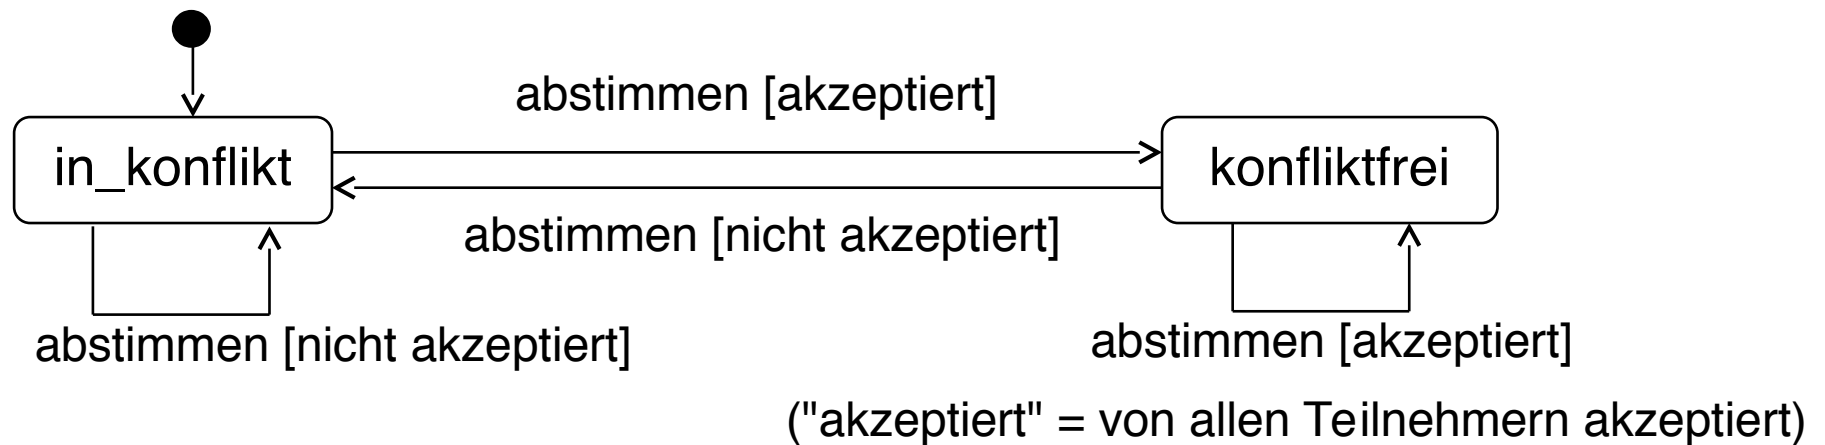 abstimmen [akzeptiert]
in_konflikt
konfliktfrei
abstimmen [nicht akzeptiert]
abstimmen [nicht akzeptiert]
abstimmen [akzeptiert]
("akzeptiert" = von allen Teilnehmern akzeptiert)